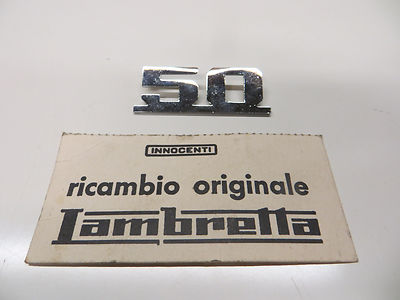 50
INNOCENTI
ricambio originale
Lambretta